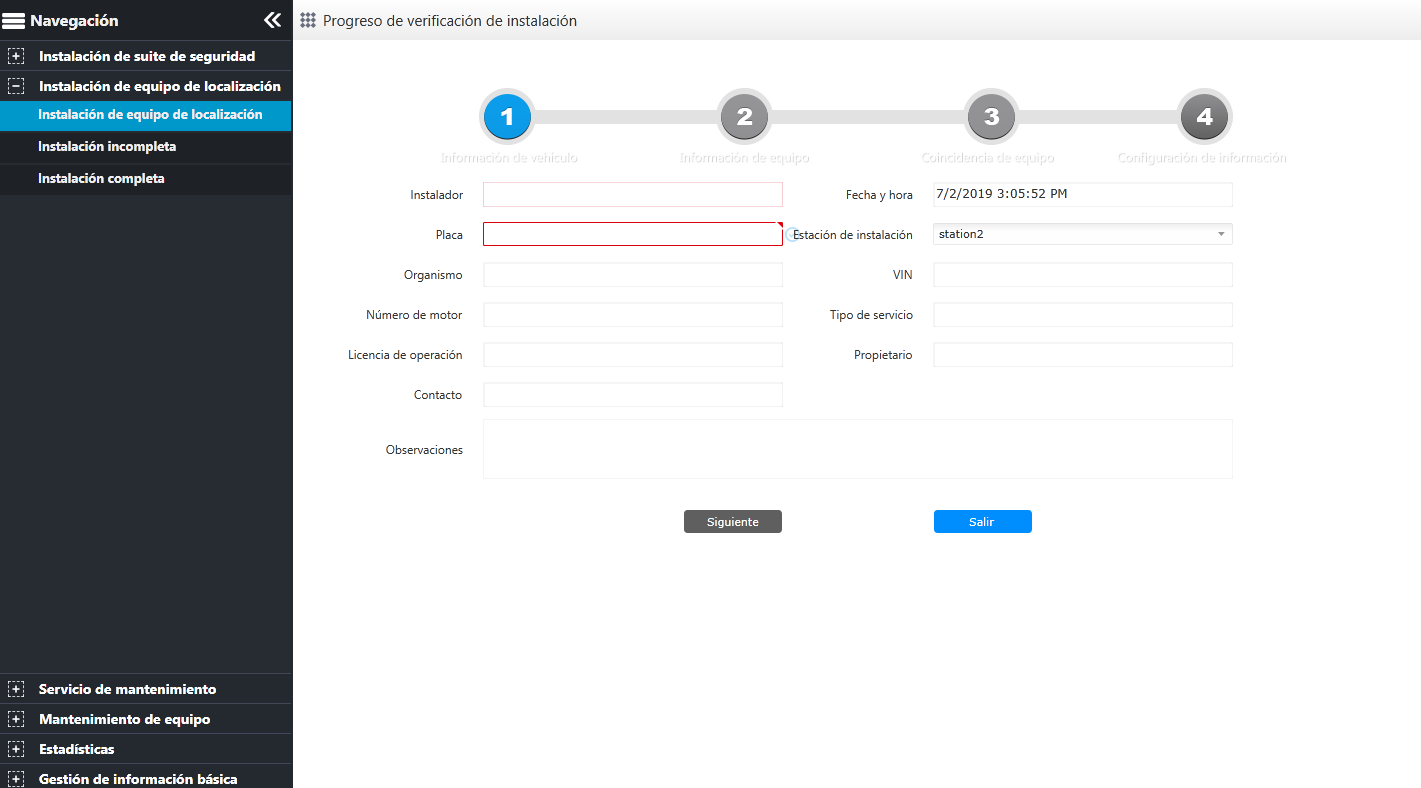 Navegación
Progreso de verificación de instalación
Instalación de suite de seguridad
Instalación de equipo de localización
Instalación de equipo de localización
Instalación incompleta
Instalación completa
Servicio de mantenimiento
Mantenimiento de equipo
Estadísticas
Gestión de información básica
1 2 3 4
Información de vehículo Información de equipo Coincidencia de equipo Configuración de información
Instalador Fecha y hora 7/2/2019 3:05:52 PM
Placa Estación de instalación station2
Organismo VIN
Número de motor Tipo de servicio
Licencia de operación Propietario
Contacto
Observaciones
Siguiente Salir